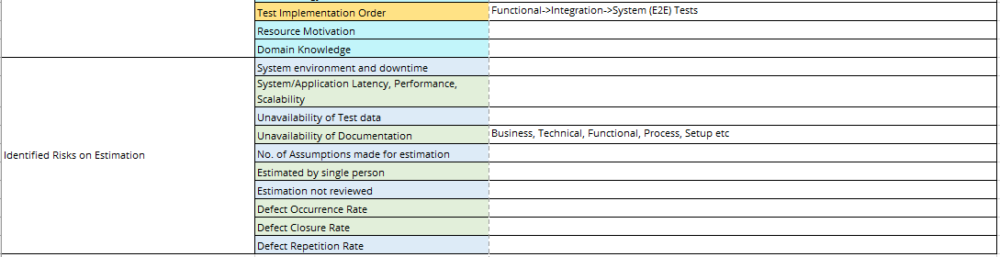 Test Implementation Order
Functional->Integration->System (E2E) Tests
Resource Motivation
Domain Knowledge
Identified Risks on Estimation
System environment and downtime
System/Application Latency, Performance,
Scalability
Unavailability of Test data
Unavailability of Documentation
Business, Technical, Functional, Process, Setup etc
No. of Assumptions made for estimation
Estimated by single person
Estimation not reviewed
Defect Occurrence Rate
Defect Closure Rate
Defect Repetition Rate